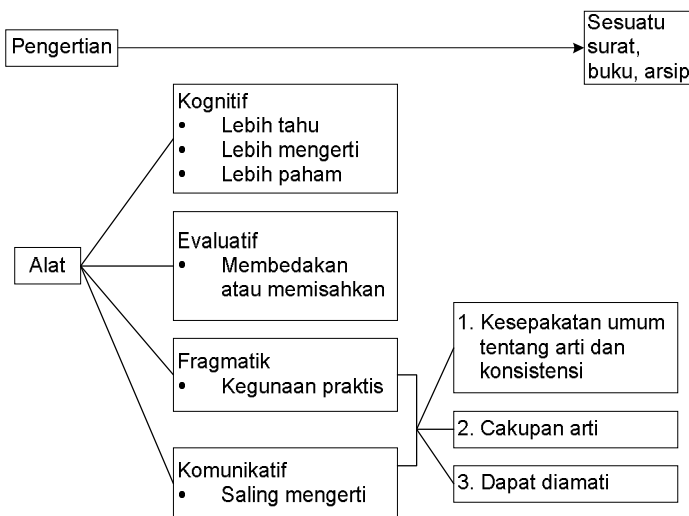 Pengertian
Sesuatu
surat,
buku, arsip
Kognitif
• Lebih tahu
• Lebih mengerti
• Lebih paham
Alat
Evaluatif
• Membedakan
atau memisahkan
Fragmatik
• Kegunaan praktis
Komunikatif
• Saling mengerti
1. Kesepakatan umum
tentang arti dan
konsistensi
2. Cakupan arti
3. Dapat diamati